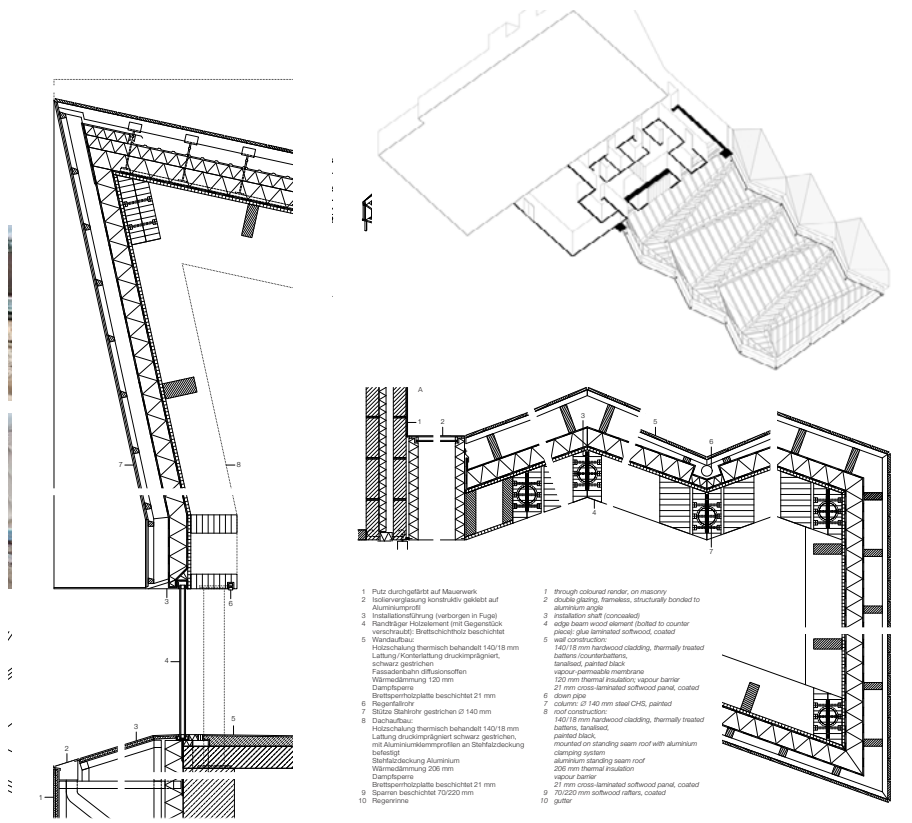 7
8
3
6
4
5
3
2
1
A
1
2
3
5
6
4
7
1 Putz durchgefärbt auf Mauerwerk
2 Isolierverglasung konstruktiv geklebt auf
Aluminiumprofil
3 Installationsführung (verborgen in Fuge)
4 Randträger Holzelement (mit Gegenstück
verschraubt): Brettschichtholz beschichtet
5 Wandaufbau:
Holzschalung thermisch behandelt 140/18 mm
Lattung/Konterlattung druckimprägniert,
schwarz gestrichen
Fassadenbahn diffusionsoffen
Wärmedämmung 120 mm
Dampfsperre
Brettsperrholzplatte beschichtet 21 mm
6 Regenfallrohr
7 Stütze Stahlrohr gestrichen Ø 140 mm
8 Dachaufbau:
Holzschalung thermisch behandelt 140/18 mm
Lattung druckimprägniert schwarz gestrichen,
mit Aluminiumklemmprofilen an Stehfalzdeckung
befestigt
Stehfalzdeckung Aluminium
Wärmedämmung 206 mm
Dampfsperre
Brettsperrholzplatte beschichtet 21 mm
9 Sparren beschichtet 70/220 mm
10 Regenrinne
1 through coloured render, on masonry
2 double glazing, frameless, structurally bonded to
aluminium angle
3 installation shaft (concealed)
4 edge beam wood element (bolted to counter
piece): glue laminated softwood, coated
5 wall construction:
140/18 mm hardwood cladding, thermally treated
battens/counterbattens,
tanalised, painted black
vapour-permeable membrane
120 mm thermal insulation; vapour barrier
21 mm cross-laminated softwood panel, coated
6 down pipe
7 column: Ø 140 mm steel CHS, painted
8 roof construction:
140/18 mm hardwood cladding, thermally treated
battens, tanalised,
painted black,
mounted on standing seam roof with aluminium
clamping system
aluminium standing seam roof
206 mm thermal insulation
vapour barrier
21 mm cross-laminated softwood panel, coated
9 70/220 mm softwood rafters, coated
10 gutter